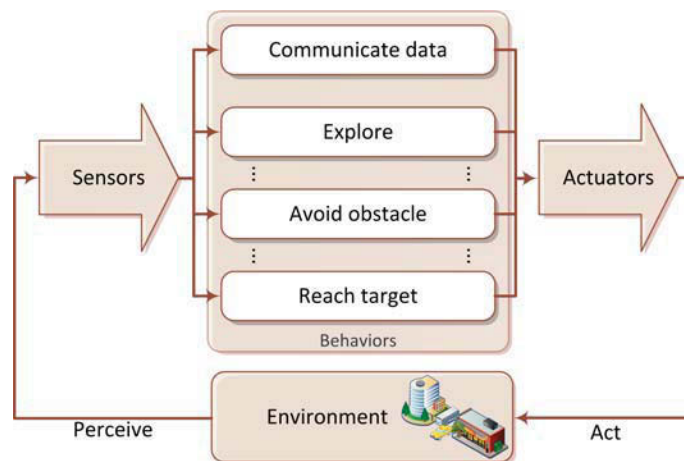 Communicate data
Explore
Sensors
Actuators
Avoid obstacle
Reach target
Behaviors
Environment
Perceive
Act